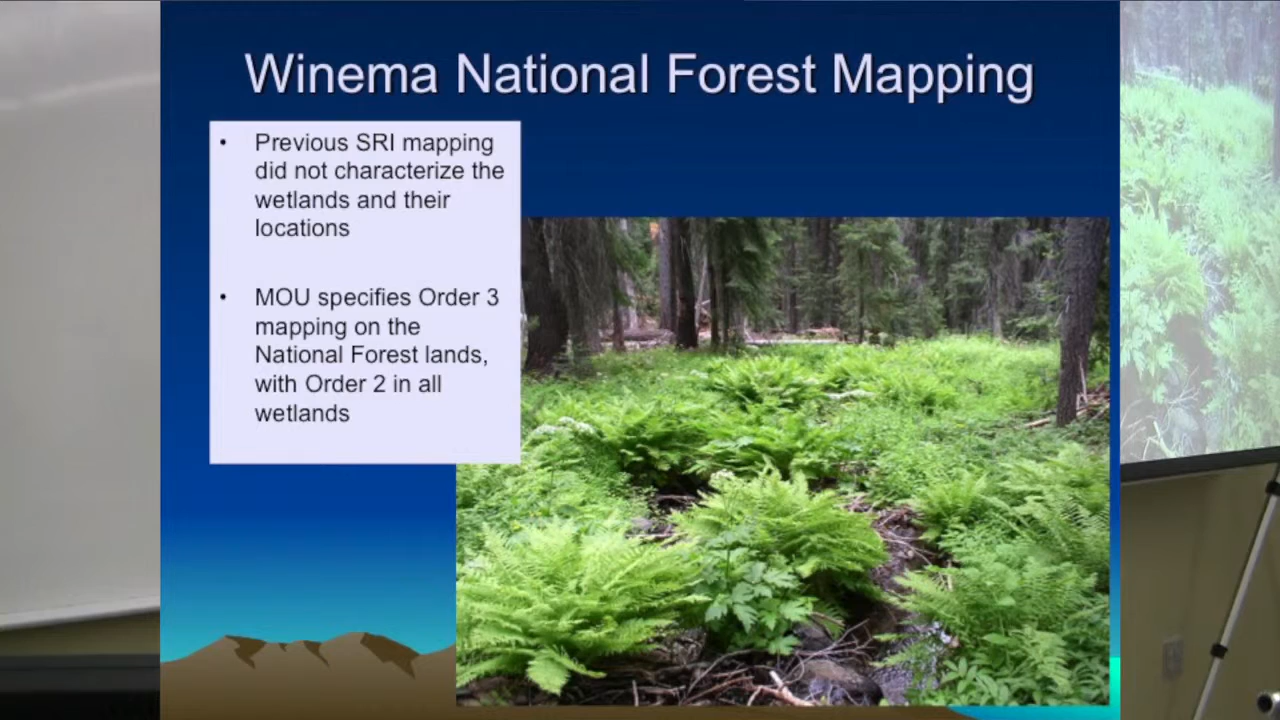 Winema National Forest Mapping
• Previous SRI mapping
did not characterize the
wetlands and their
locations
• MOU specifies Order 3
mapping on the
National Forest lands,
with Order 2 in all
wetlands